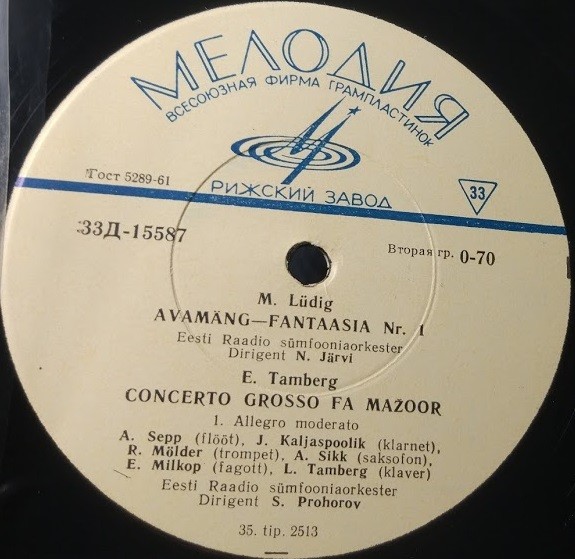 МЕЛОДИЯ
ВСЕСОЮЗНАЯ ФИРМА ГРАМПЛАСТИНОК
Гост 5289-61
РИЖСКИЙ ЗАВОД
33
33Д-15587
Вторая гр. 0-70
M. Lüdig
AVAMÄNG—FANTAASIA Nr. 1
Eesti Raadio sümfooniaorkester
Dirigent N. Järvi
E. Tamberg
CONCERTO GROSSO FA MAŽOOR
1. Allegro moderato
A. Sepp (flööt), J. Kaljaspoolik (klarnet),
R. Mölder (trompet), A. Sikk (saksofon),
E. Milkop (fagott), L. Tamberg (klaver)
Eesti Raadio sümfooniaorkester
Dirigent S. Prohorov
35. tip. 2513